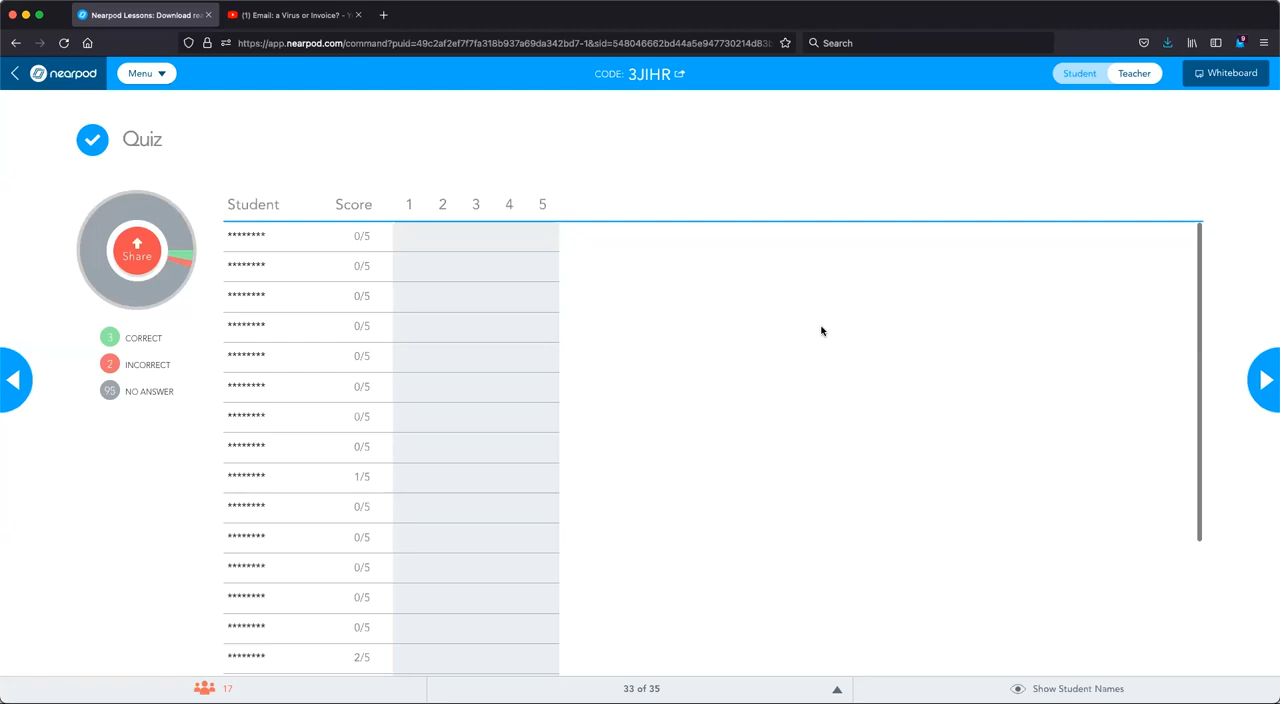 Nearpod Lessons: Download re
(1) Email: a Virus or Invoice? -
https://app.nearpod.com/command?puid=49c2af2ef7f7fa318b937a69da342bd7-1&sid=548046662bd44a5e947730214d83b
Search
9
nearpod
Menu
CODE: 3JIHR
Student
Teacher
Whiteboard
Quiz
Share
3 CORRECT
2 INCORRECT
95 NO ANSWER
Student Score 1 2 3 4 5
******** 0/5
******** 0/5
******** 0/5
******** 0/5
******** 0/5
******** 0/5
******** 0/5
******** 0/5
******** 1/5
******** 0/5
******** 0/5
******** 0/5
******** 0/5
******** 0/5
******** 2/5
17
33 of 35
Show Student Names